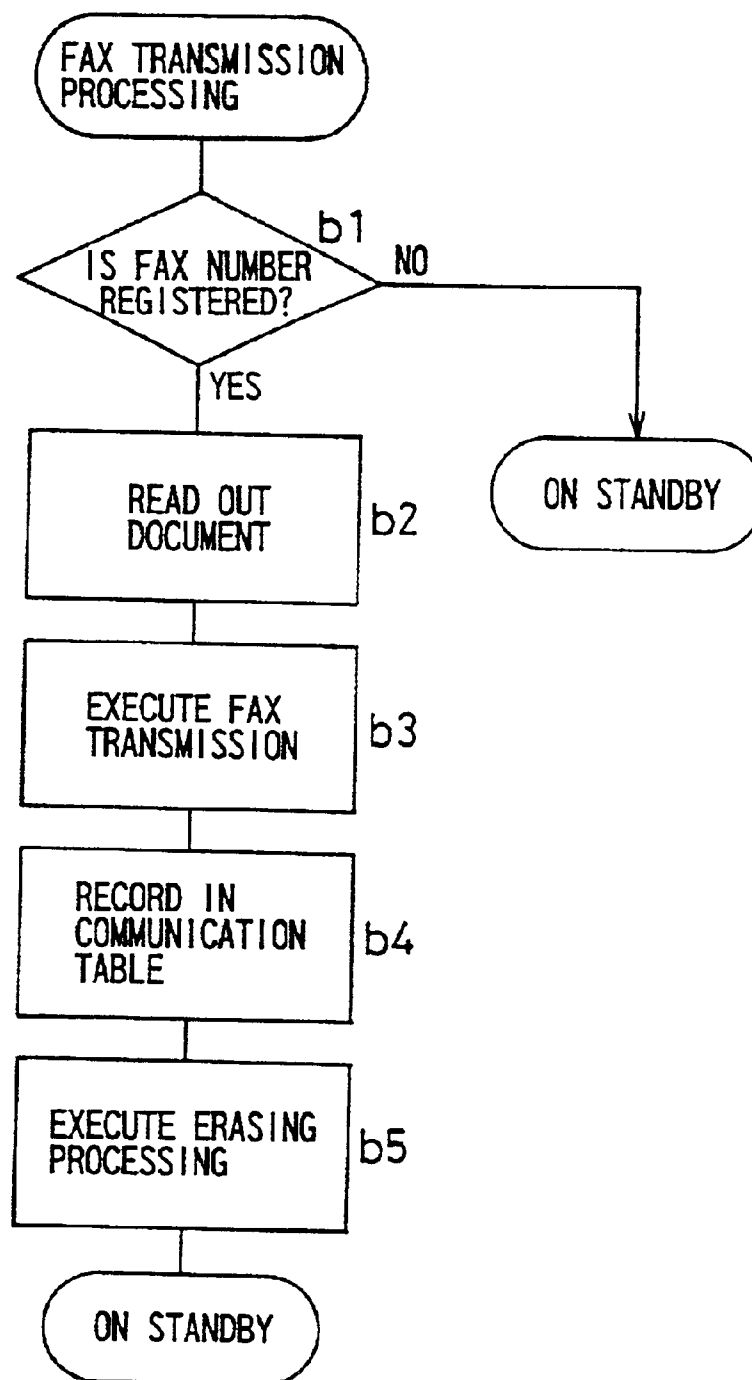 FAX TRANSMISSION
PROCESSING
b1
IS FAX NUMBER
REGISTERED?
NO
YES
READ OUT
DOCUMENT
b2
ON STANDBY
EXECUTE FAX
TRANSMISSION
b3
RECORD IN
COMMUNICATION
TABLE
b4
EXECUTE ERASING
PROCESSING
b5
ON STANDBY